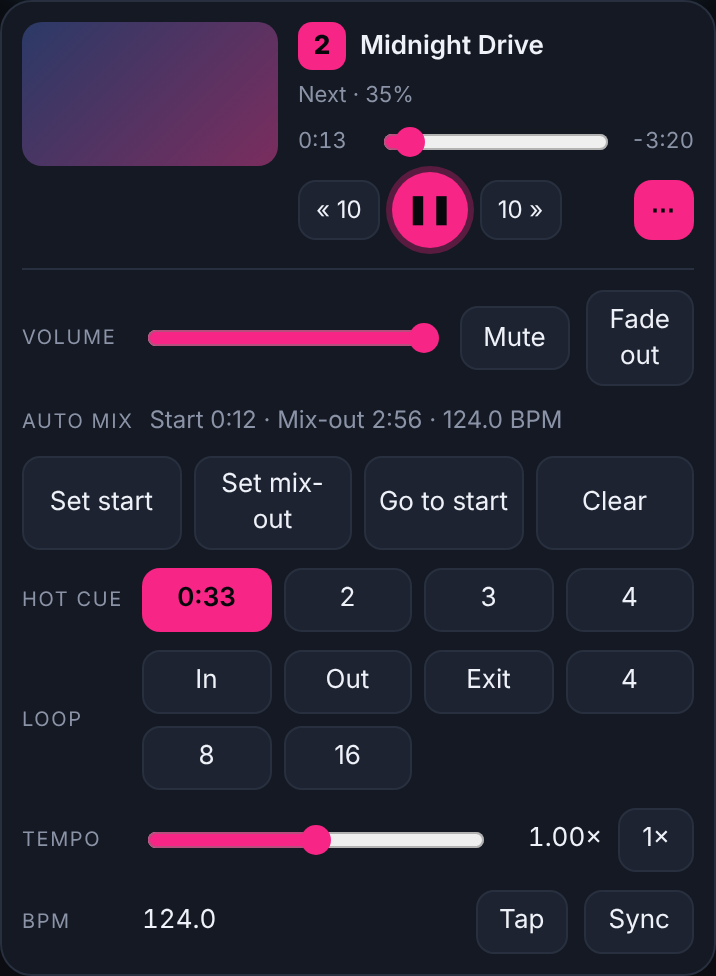 2 Midnight Drive
Next · 35%
0:13 -3:20
« 10 10 » ...
VOLUME Mute Fade
out
AUTO MIX Start 0:12 · Mix-out 2:56 · 124.0 BPM
Set start Set mix- Go to start Clear
out
HOT CUE 0:33 2 3 4
In Out Exit 4
LOOP
8 16
TEMPO 1.00× 1×
BPM 124.0 Tap Sync